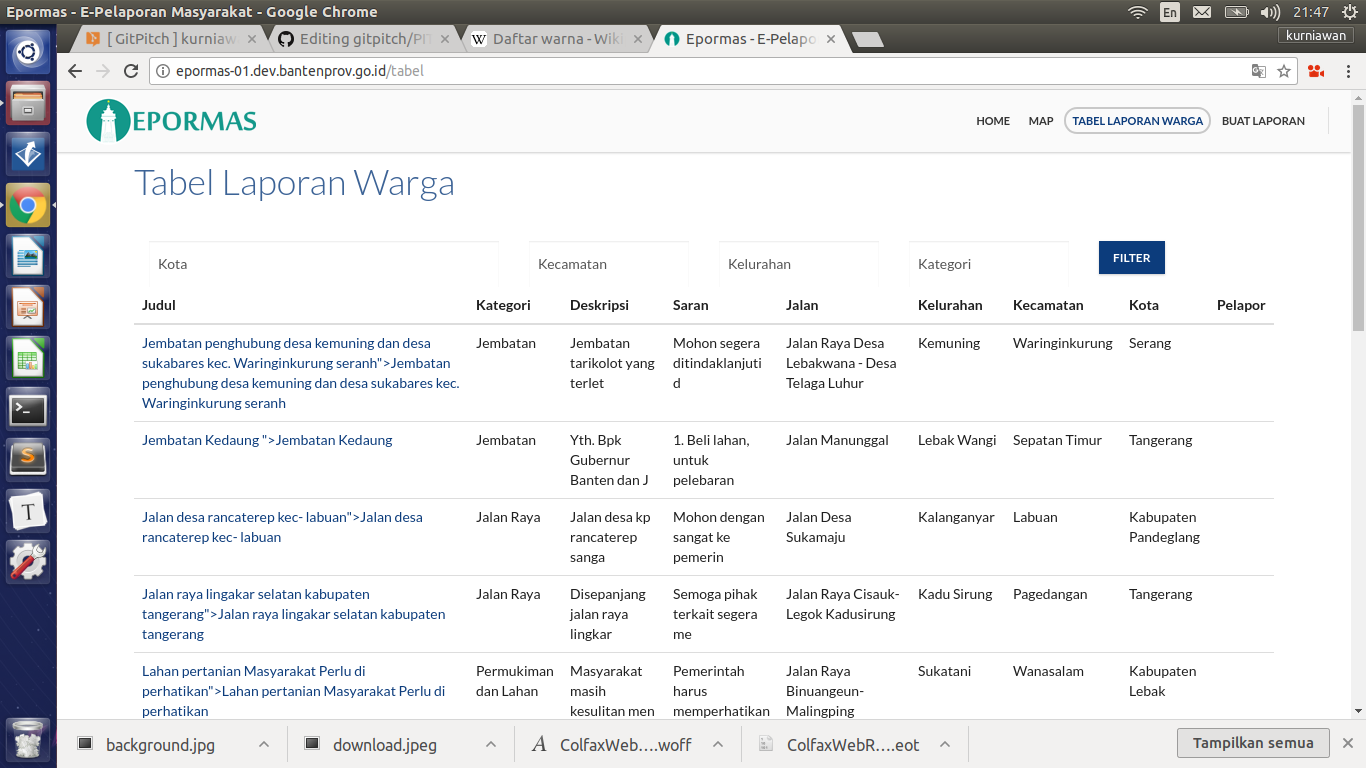 Epormas - E-Pelaporan Masyarakat - Google Chrome
En
21:47
[ GitPitch ] kurniaw
Editing gitpitch/PIT
Daftar warna - Wiki
Epormas - E-Pelapo
kurniawan
epormas-01.dev.bantenprov.go.id/tabel
EPORMAS
HOME MAP TABEL LAPORAN WARGA BUAT LAPORAN
Tabel Laporan Warga
Kota Kecamatan Kelurahan Kategori FILTER
Judul Kategori Deskripsi Saran Jalan Kelurahan Kecamatan Kota Pelapor
Jembatan penghubung desa kemuning dan desa Jembatan Jembatan Mohon segera Jalan Raya Desa Kemuning Waringinkurung Serang
sukabares kec. Waringinkurung seranh">Jembatan tarikolot yang ditindaklanjuti Lebakwana - Desa
penghubung desa kemuning dan desa sukabares kec. terlet d Telaga Luhur
Waringinkurung seranh
Jembatan Kedaung ">Jembatan Kedaung Jembatan Yth. Bpk 1. Beli lahan, Jalan Manunggal Lebak Wangi Sepatan Timur Tangerang
Gubernur untuk
Banten dan J pelebaran
Jalan desa rancaterep kec- labuan">Jalan desa Jalan Raya Jalan desa kp Mohon dengan Jalan Desa Kalanganyar Labuan Kabupaten
rancaterep kec- labuan rancaterep sangat ke Sukamaju Pandeglang
sanga pemerin
Jalan raya lingakar selatan kabupaten Jalan Raya Disepanjang Semoga pihak Jalan Raya Cisauk- Kadu Sirung Pagedangan Tangerang
tangerang">Jalan raya lingakar selatan kabupaten jalan raya terkait segera Legok Kadusirung
tangerang lingkar me
Lahan pertanian Masyarakat Perlu di Permukiman Masyarakat Pemerintah Jalan Raya Sukatani Wanasalam Kabupaten
perhatikan">Lahan pertanian Masyarakat Perlu di dan Lahan masih harus Binuangeun- Lebak
perhatikan kesulitan men memperhatikan Malingping
background.jpg download.jpeg ColfaxWeb....woff ColfaxWebR....eot Tampilkan semua